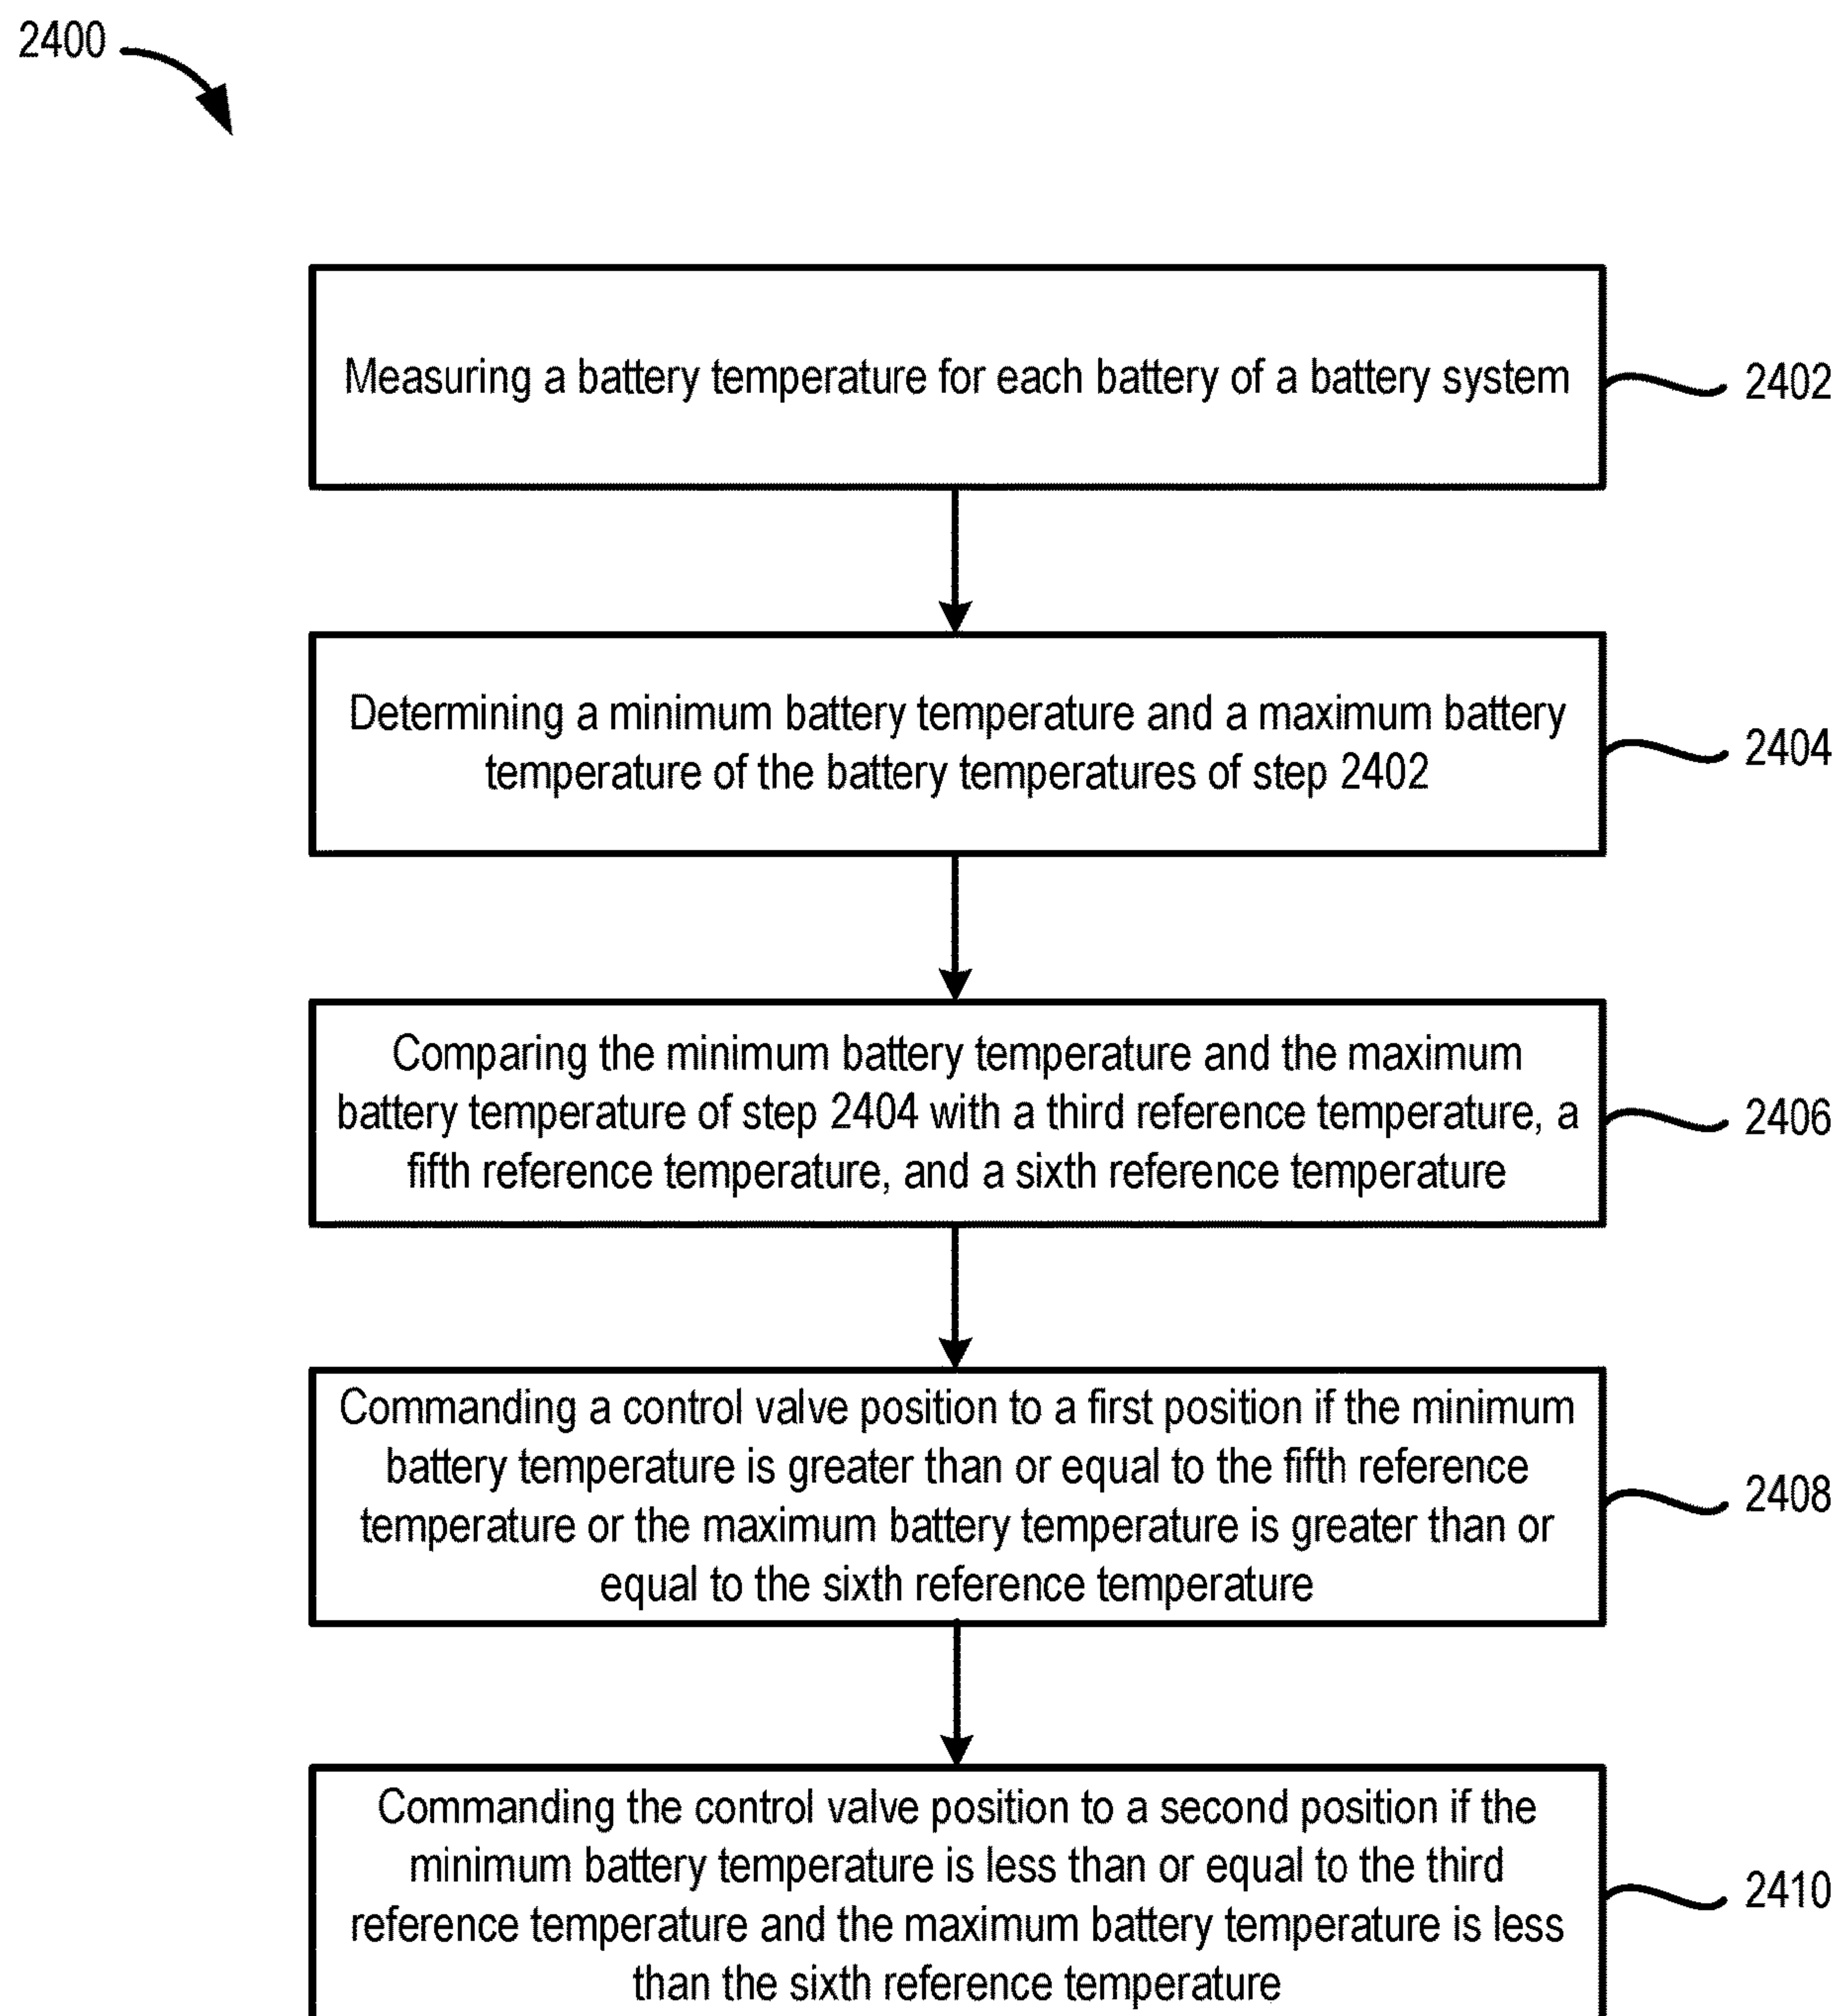 2400
Measuring a battery temperature for each battery of a battery system
2402
Determining a minimum battery temperature and a maximum battery
temperature of the battery temperatures of step 2402
2404
Comparing the minimum battery temperature and the maximum
battery temperature of step 2404 with a third reference temperature, a
fifth reference temperature, and a sixth reference temperature
2406
Commanding a control valve position to a first position if the minimum
battery temperature is greater than or equal to the fifth reference
temperature or the maximum battery temperature is greater than or
equal to the sixth reference temperature
2408
Commanding the control valve position to a second position if the
minimum battery temperature is less than or equal to the third
reference temperature and the maximum battery temperature is less
than the sixth reference temperature
2410